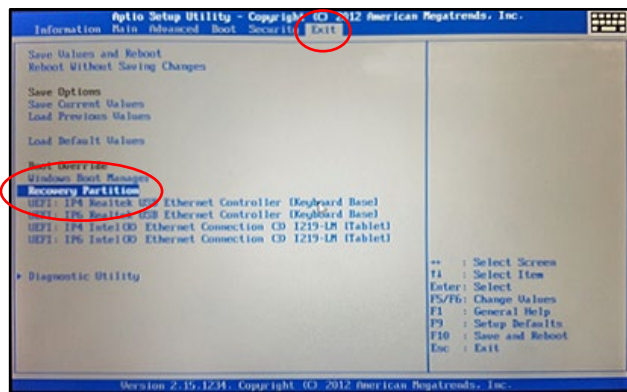 Aptio Setup Utility - Copyright (C) 2012 American Megatrends, Inc.
Information Main Advanced Boot Security Exit
Save Values and Reboot
Reboot Without Saving Changes
Save Options
Save Current Values
Load Previous Values
Load Default Values
Boot Override
Windows Boot Manager
Recovery Partition
UEFI: IP4 Realtek USB Ethernet Controller [Keyboard Base]
UEFI: IP6 Realtek USB Ethernet Controller [Keyboard Base]
UEFI: IP4 Intel(R) Ethernet Connection (3) I219-LM [Tablet]
UEFI: IP6 Intel(R) Ethernet Connection (3) I219-LM [Tablet]
Diagnostic Utility
: Select Screen
: Select Item
Enter: Select
F5/F6: Change Values
F1 : General Help
F9 : Setup Defaults
F10 : Save and Reboot
Esc : Exit
Version 2.15.1234. Copyright (C) 2012 American Megatrends, Inc.